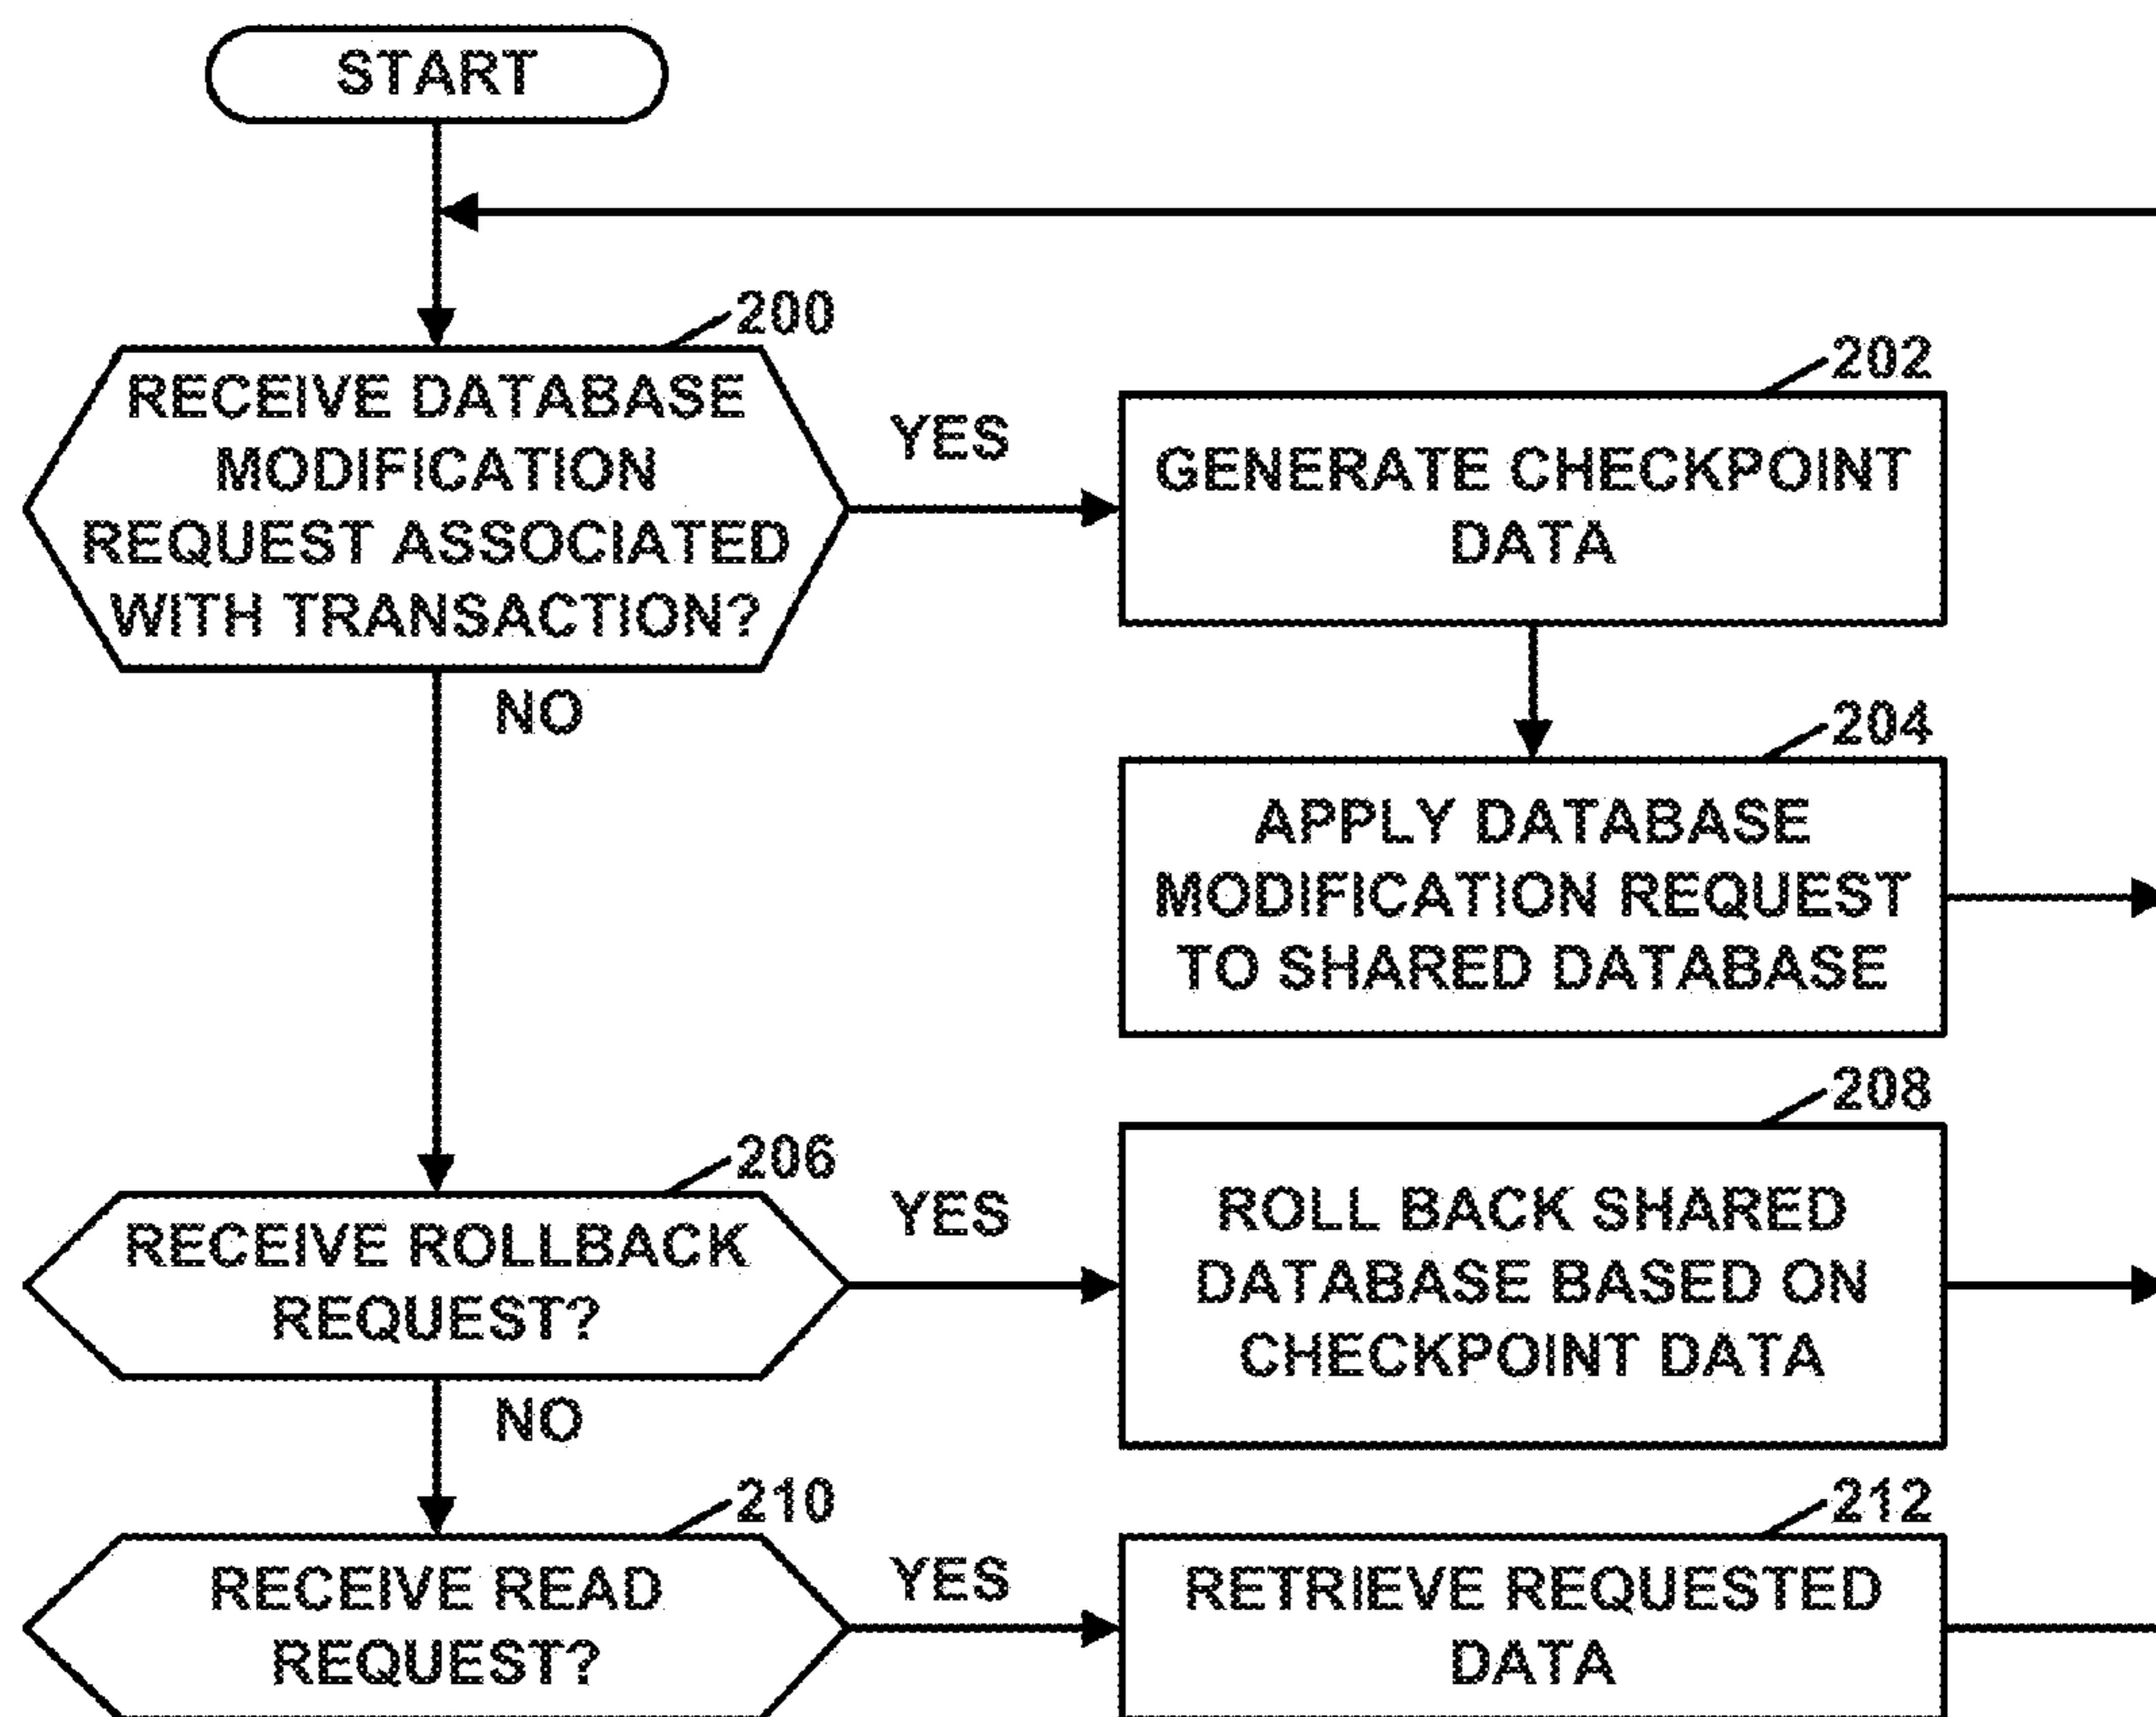 START
200
RECEIVE DATABASE
MODIFICATION
REQUEST ASSOCIATED
WITH TRANSACTION?
YES
NO
202
GENERATE CHECKPOINT
DATA
204
APPLY DATABASE
MODIFICATION REQUEST
TO SHARED DATABASE
206
RECEIVE ROLLBACK
REQUEST?
YES
NO
208
ROLL BACK SHARED
DATABASE BASED ON
CHECKPOINT DATA
210
RECEIVE READ
REQUEST?
YES
212
RETRIEVE REQUESTED
DATA